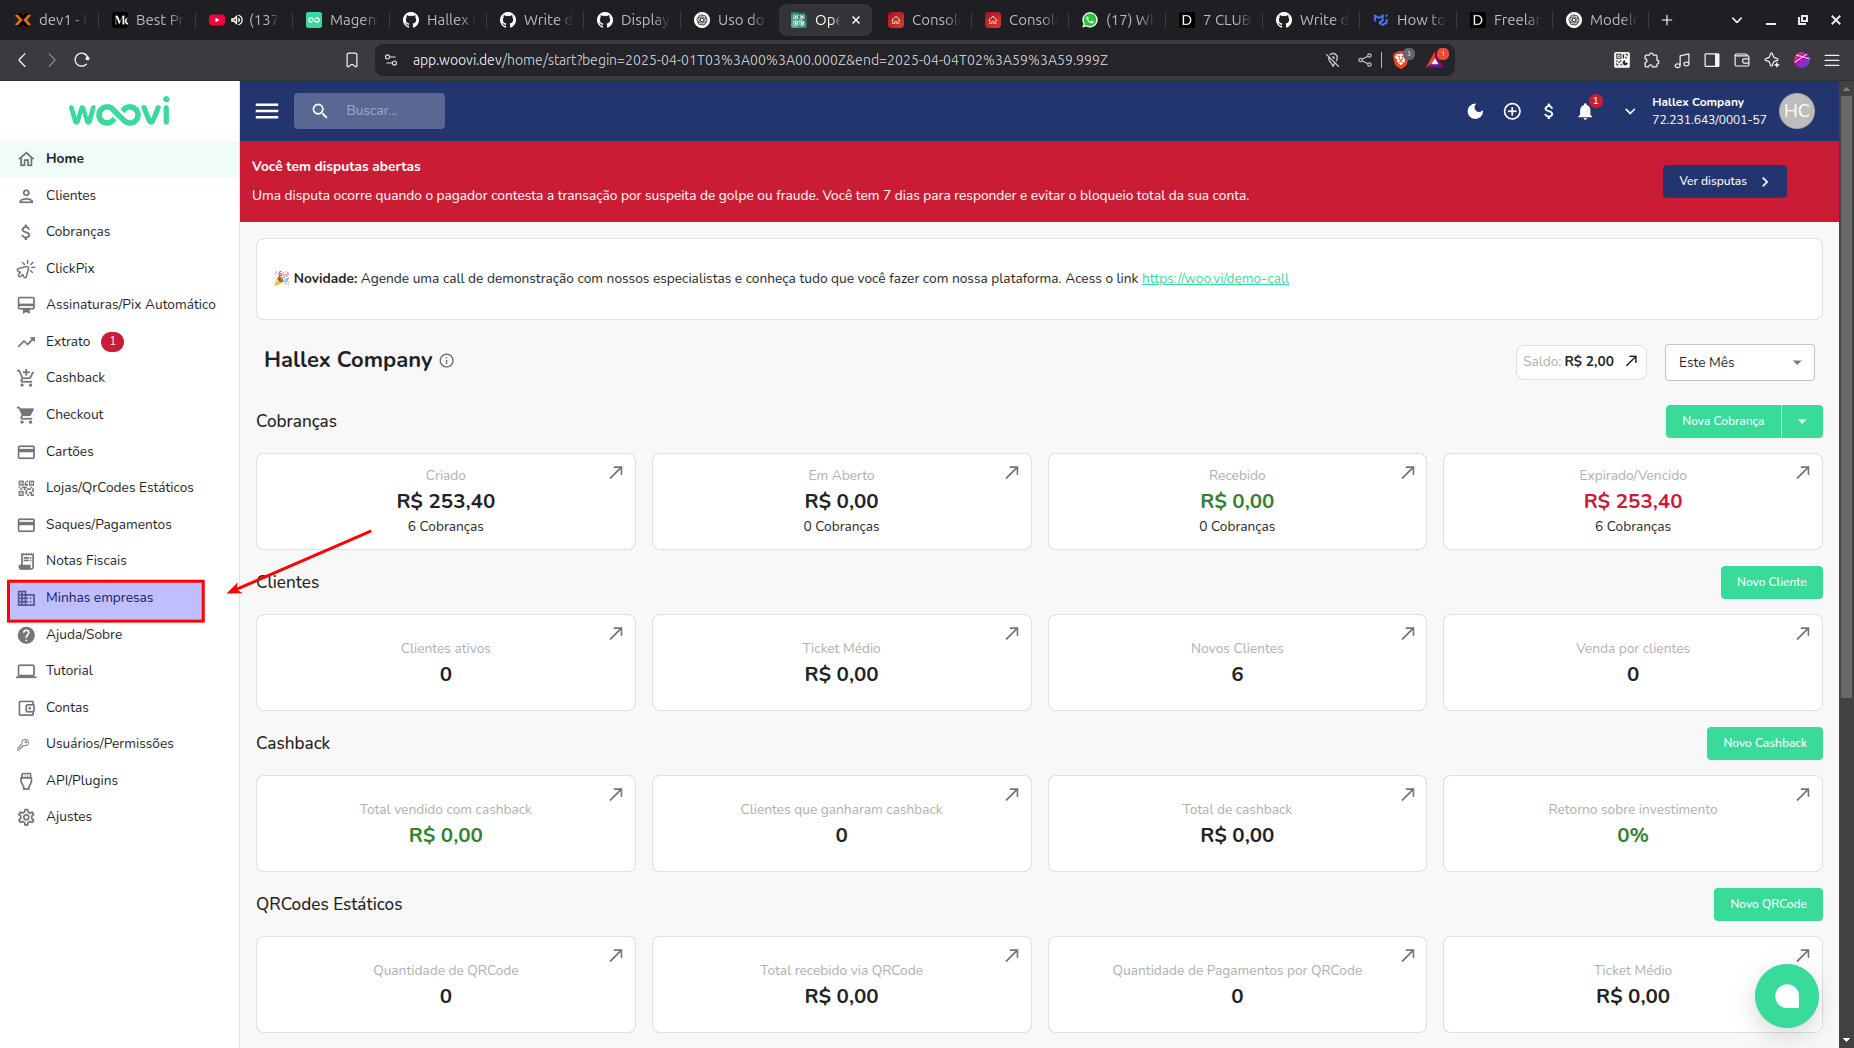 dev1 - F
Best Pr
(137
Magen
Hallex
Write d
Display
Uso do
Ope
Consol
Consol
(17) Wh
7 CLUB
Write d
How to
Freelan
Modelo
app.woovi.dev/home/start?begin=2025-04-01T03%3A00%3A00.000Z&end=2025-04-04T02%3A59%3A59.999Z
3
1
woovi
Buscar...
1
Hallex Company
72.231.643/0001-57
HC
Home
Clientes
Cobranças
ClickPix
Assinaturas/Pix Automático
Extrato 1
Cashback
Checkout
Cartões
Lojas/QrCodes Estáticos
Saques/Pagamentos
Notas Fiscais
Minhas empresas
Ajuda/Sobre
Tutorial
Contas
Usuários/Permissões
API/Plugins
Ajustes
Você tem disputas abertas
Uma disputa ocorre quando o pagador contesta a transação por suspeita de golpe ou fraude. Você tem 7 dias para responder e evitar o bloqueio total da sua conta.
Ver disputas
🎉 Novidade: Agende uma call de demonstração com nossos especialistas e conheça tudo que você fazer com nossa plataforma. Acess o link https://woo.vi/demo-call
Hallex Company
Saldo: R$ 2,00
Este Mês
Cobranças
Nova Cobrança
Criado
R$ 253,40
6 Cobranças
Em Aberto
R$ 0,00
0 Cobranças
Recebido
R$ 0,00
0 Cobranças
Expirado/Vencido
R$ 253,40
6 Cobranças
Clientes
Novo Cliente
Clientes ativos
0
Ticket Médio
R$ 0,00
Novos Clientes
6
Venda por clientes
0
Cashback
Novo Cashback
Total vendido com cashback
R$ 0,00
Clientes que ganharam cashback
0
Total de cashback
R$ 0,00
Retorno sobre investimento
0%
QRCodes Estáticos
Novo QRCode
Quantidade de QRCode
0
Total recebido via QRCode
R$ 0,00
Quantidade de Pagamentos por QRCode
0
Ticket Médio
R$ 0,00